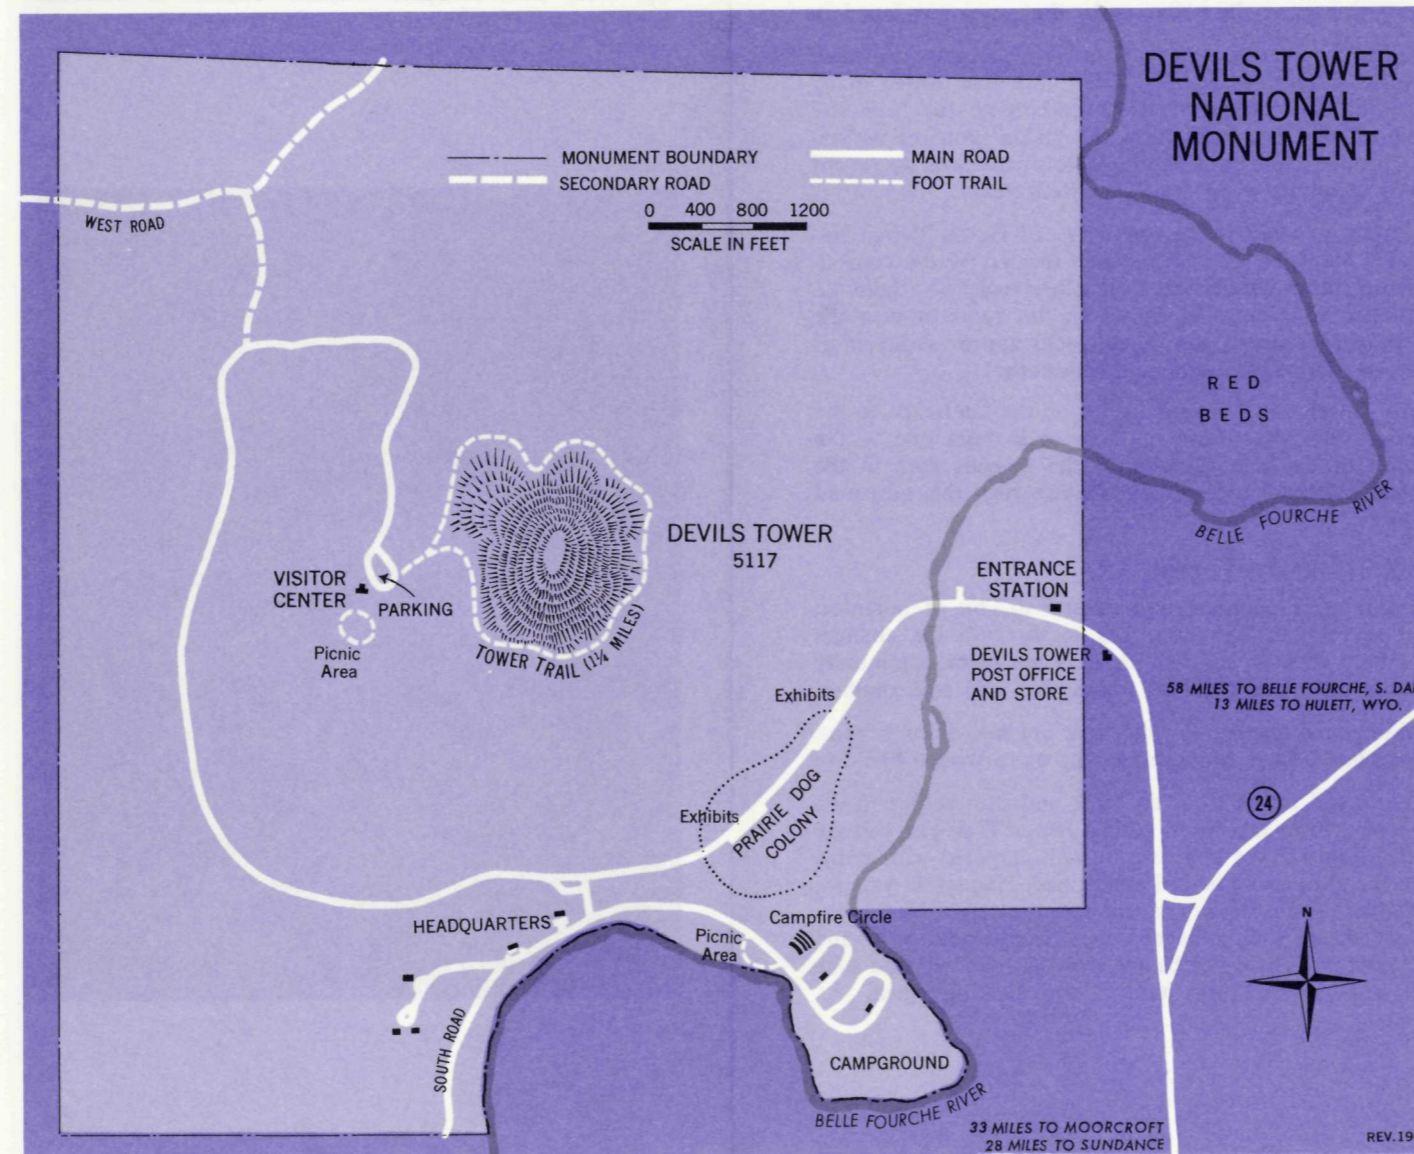 DEVILS TOWER
NATIONAL
MONUMENT
MONUMENT BOUNDARY
MAIN ROAD
SECONDARY ROAD
FOOT TRAIL
0 400 800 1200
SCALE IN FEET
WEST ROAD
RED
BEDS
BELLE FOURCHE RIVER
DEVILS TOWER
5117
VISITOR
CENTER
PARKING
Picnic
Area
TOWER TRAIL (1¼ MILES)
ENTRANCE
STATION
DEVILS TOWER
POST OFFICE
AND STORE
58 MILES TO BELLE FOURCHE, S.
13 MILES TO HULETT, WYO.
Exhibits
Exhibits
PRAIRIE DOG
COLONY
24
HEADQUARTERS
Campfire Circle
Picnic
Area
N
SOUTH ROAD
CAMPGROUND
BELLE FOURCHE RIVER
33 MILES TO MOORCROFT
28 MILES TO SUNDANCE
REV.19